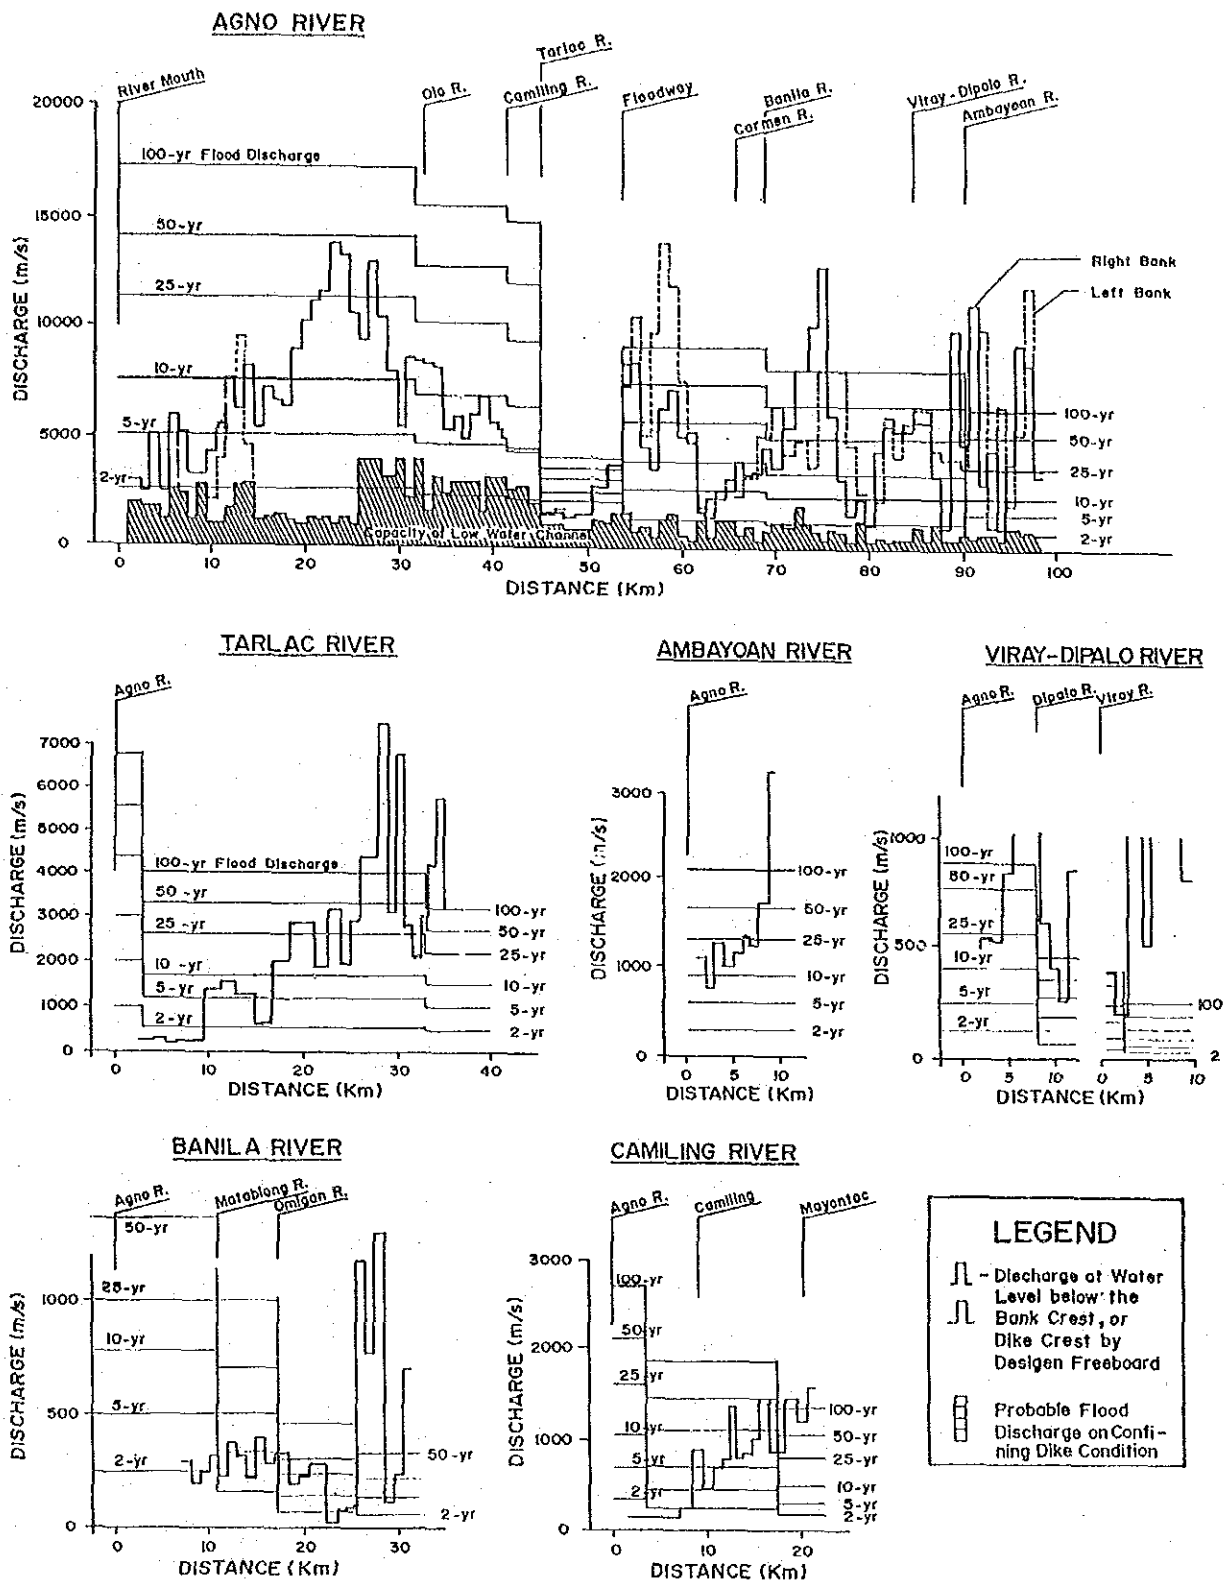 AGNO RIVER
River Mouth
Olo R.
Camiling R.
Tarlac R.
Floodway
Carmen R.
Banila R.
Viray-Dipalo R.
Ambayoan R.
DISCHARGE (m/s)
20000
15000
10000
5000
0
100-yr Flood Discharge
50-yr
25-yr
10-yr
5-yr
2-yr
Right Bank
Left Bank
100-yr
50-yr
25-yr
10-yr
5-yr
2-yr
Capacity of Low Water Channel
0 10 20 30 40 50 60 70 80 90 100
DISTANCE (Km)
TARLAC RIVER
Agno R.
DISCHARGE (m/s)
7000
6000
5000
4000
3000
2000
1000
0
100-yr Flood Discharge
50-yr
25-yr
10-yr
5-yr
2-yr
100-yr
50-yr
25-yr
10-yr
5-yr
2-yr
0 10 20 30 40
DISTANCE (Km)
AMBAYOAN RIVER
Agno R.
DISCHARGE (m/s)
3000
2000
1000
0
100-yr
50-yr
25-yr
10-yr
5-yr
2-yr
0 5 10
DISTANCE (Km)
VIRAY-DIPALO RIVER
Agno R.
Dipalo R.
Viray R.
DISCHARGE (m/s)
1000
500
0
100-yr
50-yr
25-yr
10-yr
5-yr
2-yr
100
2
0 5 10 0 5 10
DISTANCE (Km)
BANILA RIVER
Agno R.
Matablang R.
Omigan R.
DISCHARGE (m/s)
1000
500
0
50-yr
25-yr
10-yr
5-yr
2-yr
50-yr
2-yr
0 10 20 30
DISTANCE (Km)
CAMILING RIVER
Agno R.
Camiling
Mayantoc
DISCHARGE (m/s)
3000
2000
1000
0
100yr
50yr
25 yr
10 yr
5 yr
2 yr
100-yr
50-yr
25-yr
10-yr
5-yr
2-yr
0 10 20
DISTANCE (Km)
LEGEND
- Discharge at Water
Level below the
Bank Crest, or
Dike Crest by
Desigen Freeboard
Probable Flood
Discharge on Confi-
ning Dike Condition